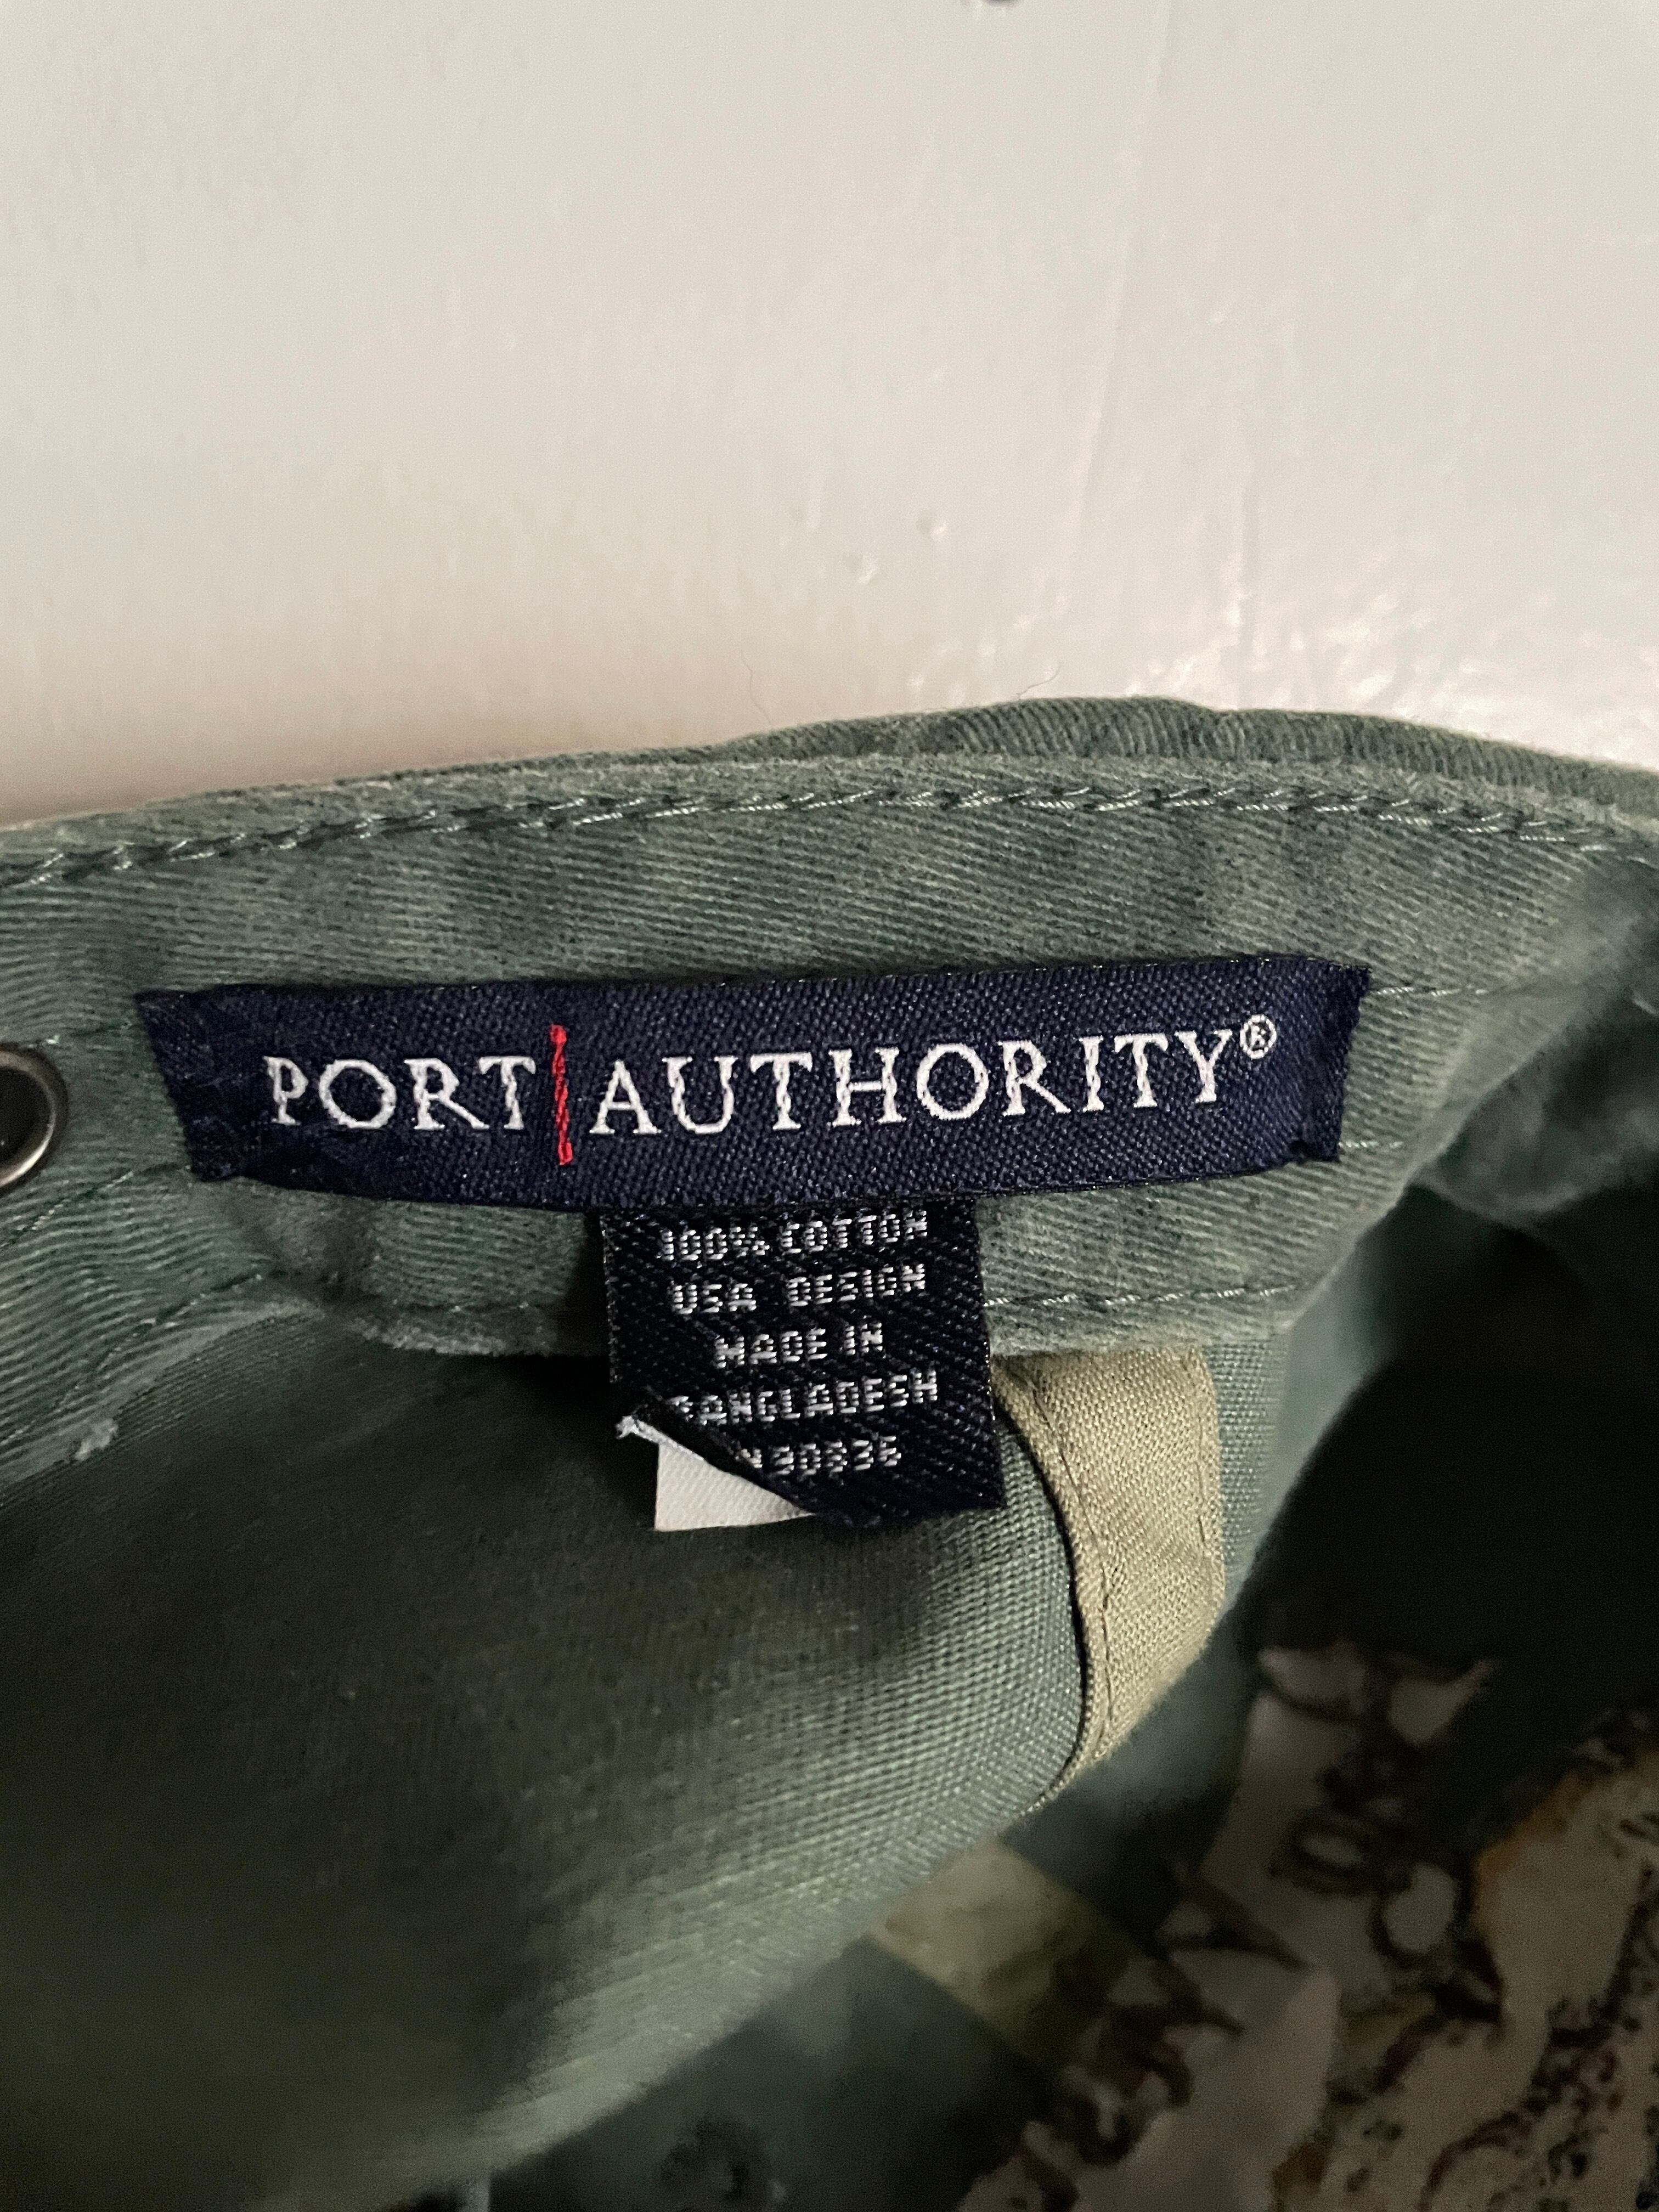 PORT|AUTHORITY®
100% COTTON
USA DESIGN
MADE IN
BANGLADESH